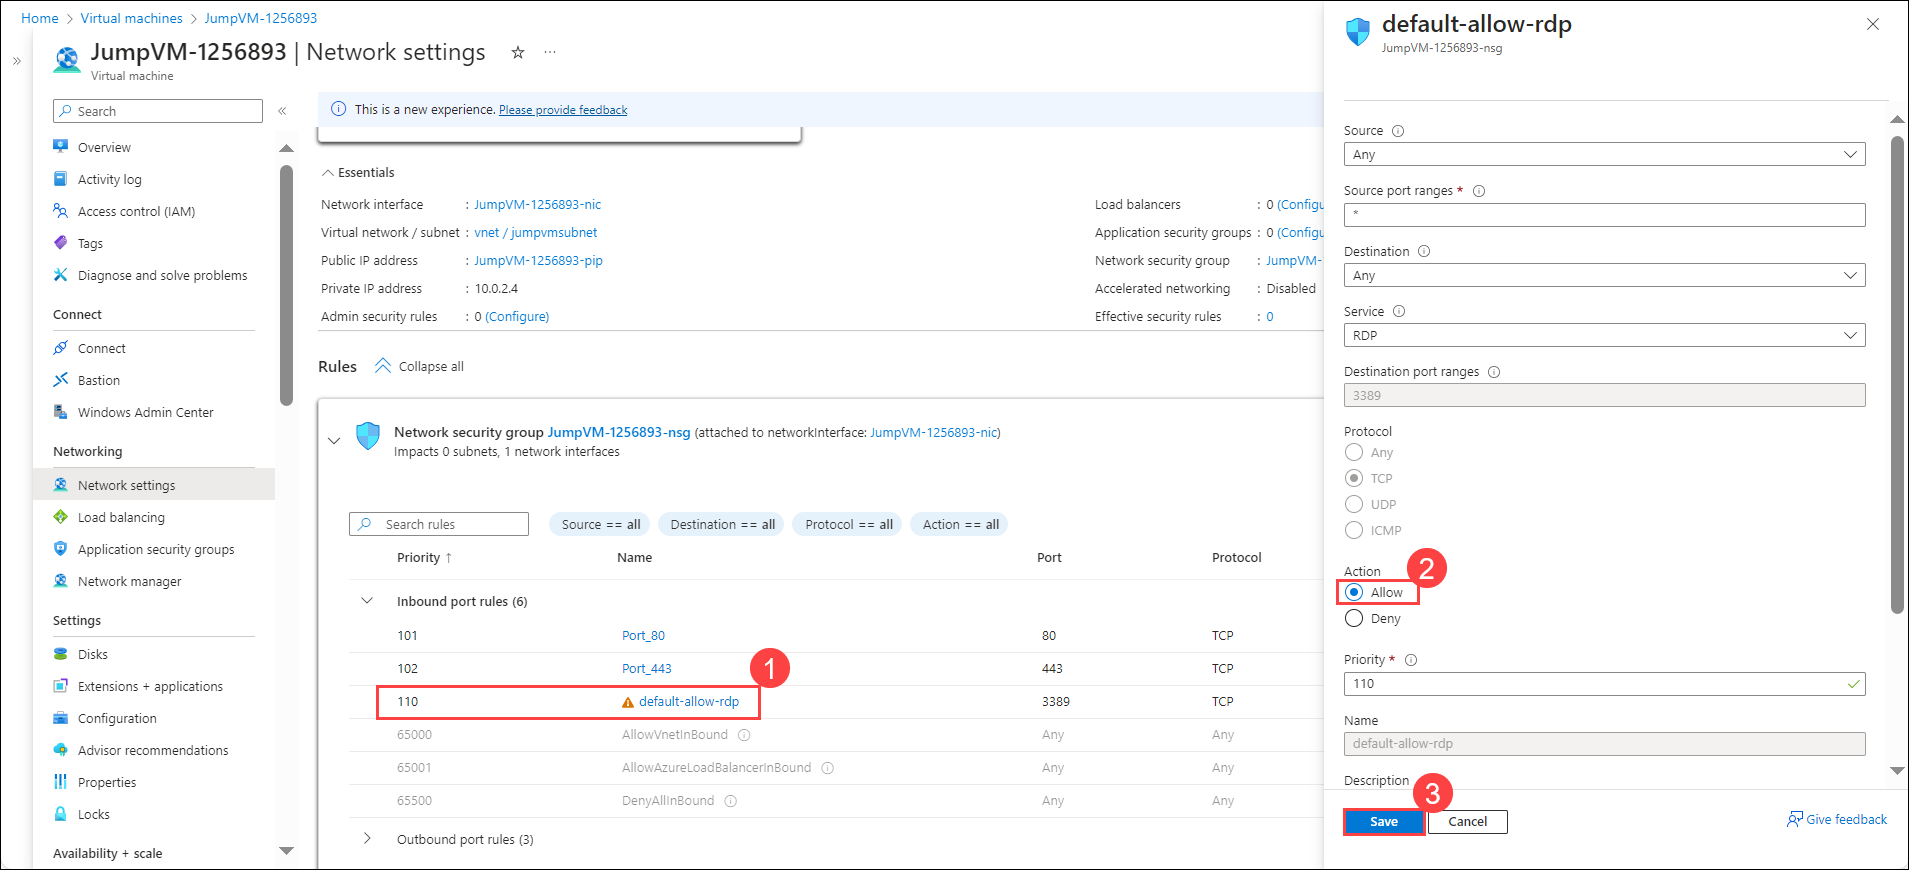 Home > Virtual machines > JumpVM-1256893
JumpVM-1256893 | Network settings
Virtual machine
Search
Overview
Activity log
Access control (IAM)
Tags
Diagnose and solve problems
Connect
Connect
Bastion
Windows Admin Center
Networking
Network settings
Load balancing
Application security groups
Network manager
Settings
Disks
Extensions + applications
Configuration
Advisor recommendations
Properties
Locks
Availability + scale
This is a new experience. Please provide feedback
Essentials
Network interface : JumpVM-1256893-nic
Virtual network / subnet : vnet / jumpvmsubnet
Public IP address : JumpVM-1256893-pip
Private IP address : 10.0.2.4
Admin security rules : 0 (Configure)
Load balancers : 0 (Configu
Application security groups : 0 (Configu
Network security group : JumpVM-
Accelerated networking : Disabled
Effective security rules : 0
Rules Collapse all
Network security group JumpVM-1256893-nsg (attached to networkInterface: JumpVM-1256893-nic)
Impacts 0 subnets, 1 network interfaces
Search rules Source == all Destination == all Protocol == all Action == all
Priority ↑ Name Port Protocol
Inbound port rules (6)
101 Port_80 80 TCP
102 Port_443 443 TCP
1
110 default-allow-rdp 3389 TCP
65000 AllowVnetInBound Any Any
65001 AllowAzureLoadBalancerInBound Any Any
65500 DenyAllInBound Any Any
Outbound port rules (3)
default-allow-rdp
JumpVM-1256893-nsg
Source
Any
Source port ranges *
*
Destination
Any
Service
RDP
Destination port ranges
3389
Protocol
Any
TCP
UDP
ICMP
Action
2
Allow
Deny
Priority *
110
Name
default-allow-rdp
Description
3
Save Cancel
Give feedback